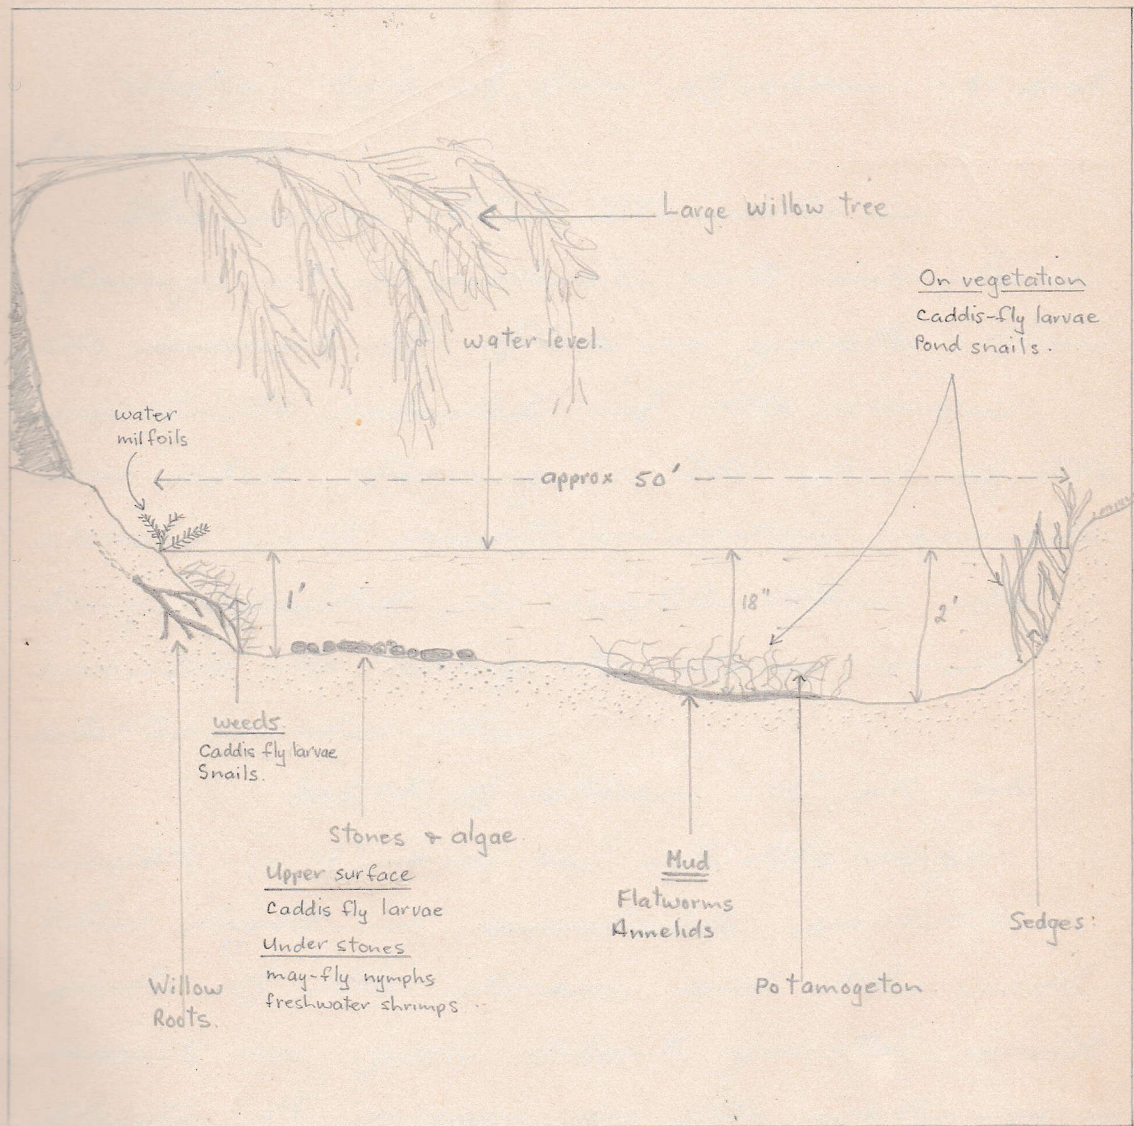 Large willow tree
On vegetation
Caddis-fly larvae
Pond snails.
water level.
water
milfoils
approx 50'
1'
18"
2'
weeds.
Caddis fly larvae
Snails.
Stones & algae
Upper surface
Caddis fly larvae
Under stones
may-fly nymphs
freshwater shrimps
Mud
Flatworms
Annelids
Sedges:
Willow
Roots.
Potamogeton